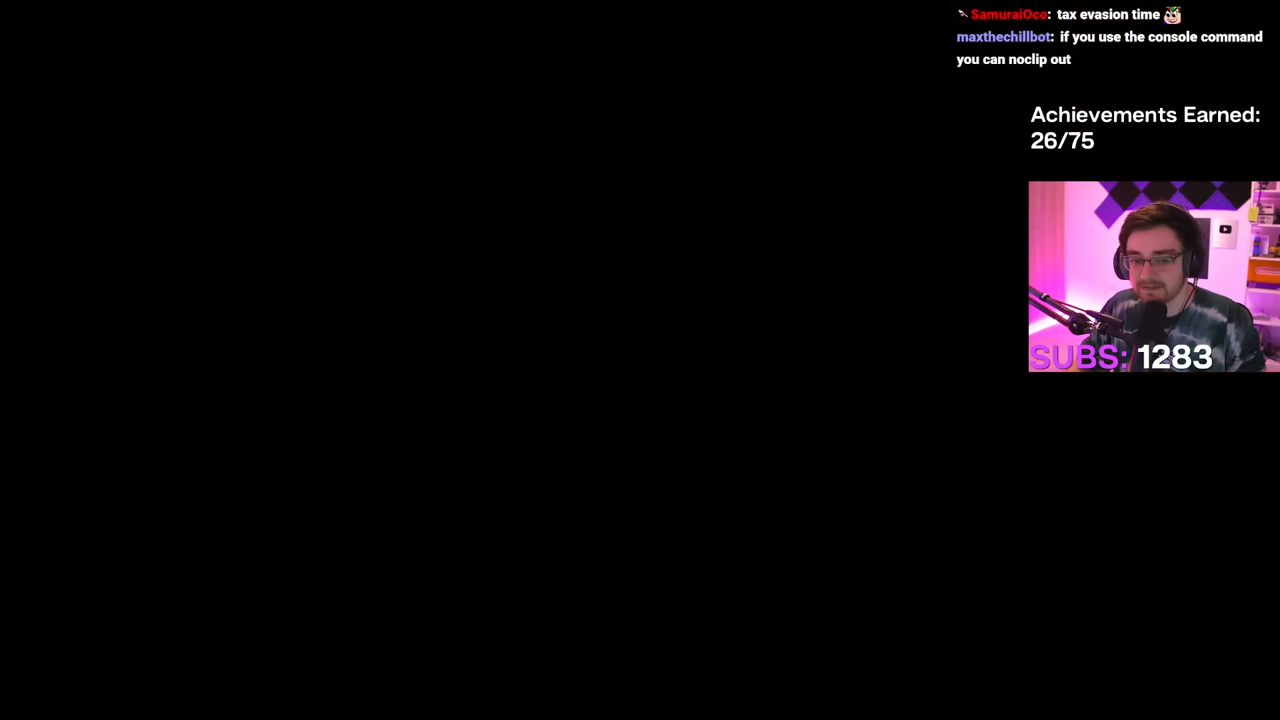 SamuraiOco: tax evasion time
maxthechillbot: if you use the console command
you can noclip out
Achievements Earned:
26/75
SUBS: 1283